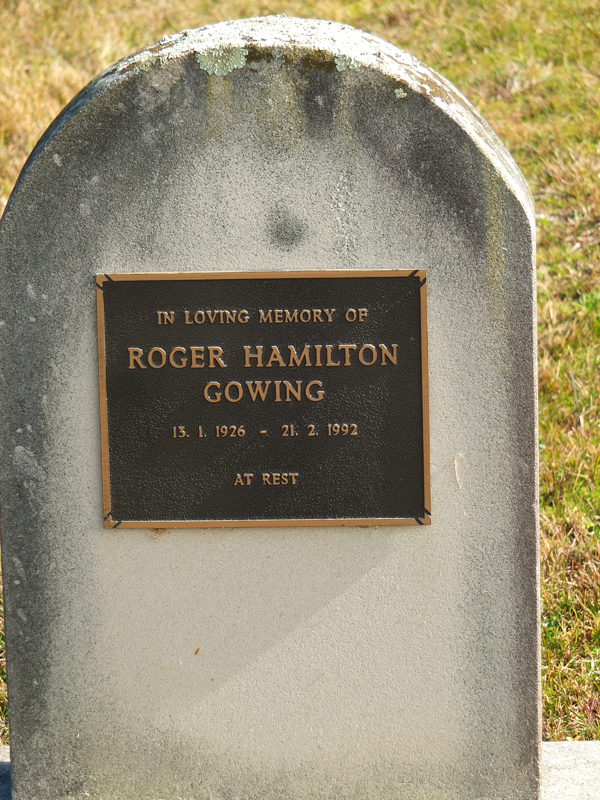 IN LOVING MEMORY OF
ROGER HAMILTON
GOWING
13. 1. 1926 - 21. 2. 1992
AT REST